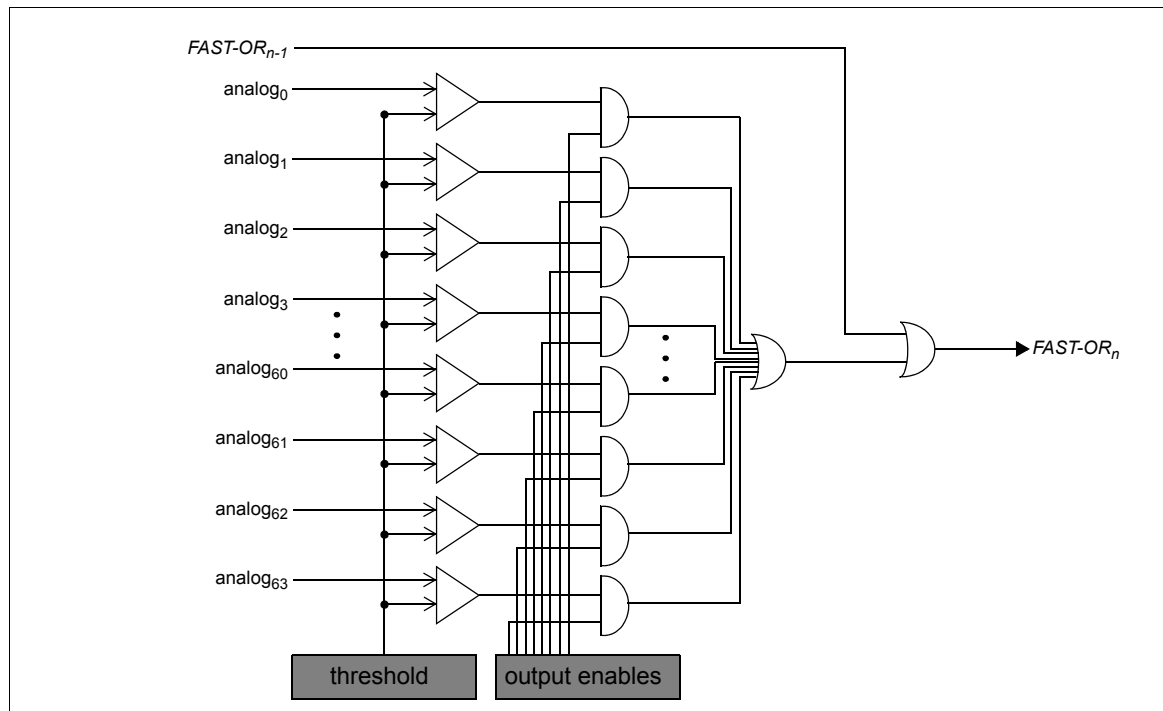 FAST-ORₙ₋₁
analog₀
analog₁
analog₂
analog₃
analog₆₀
analog₆₁
analog₆₂
analog₆₃
FAST-ORₙ
threshold
output enables